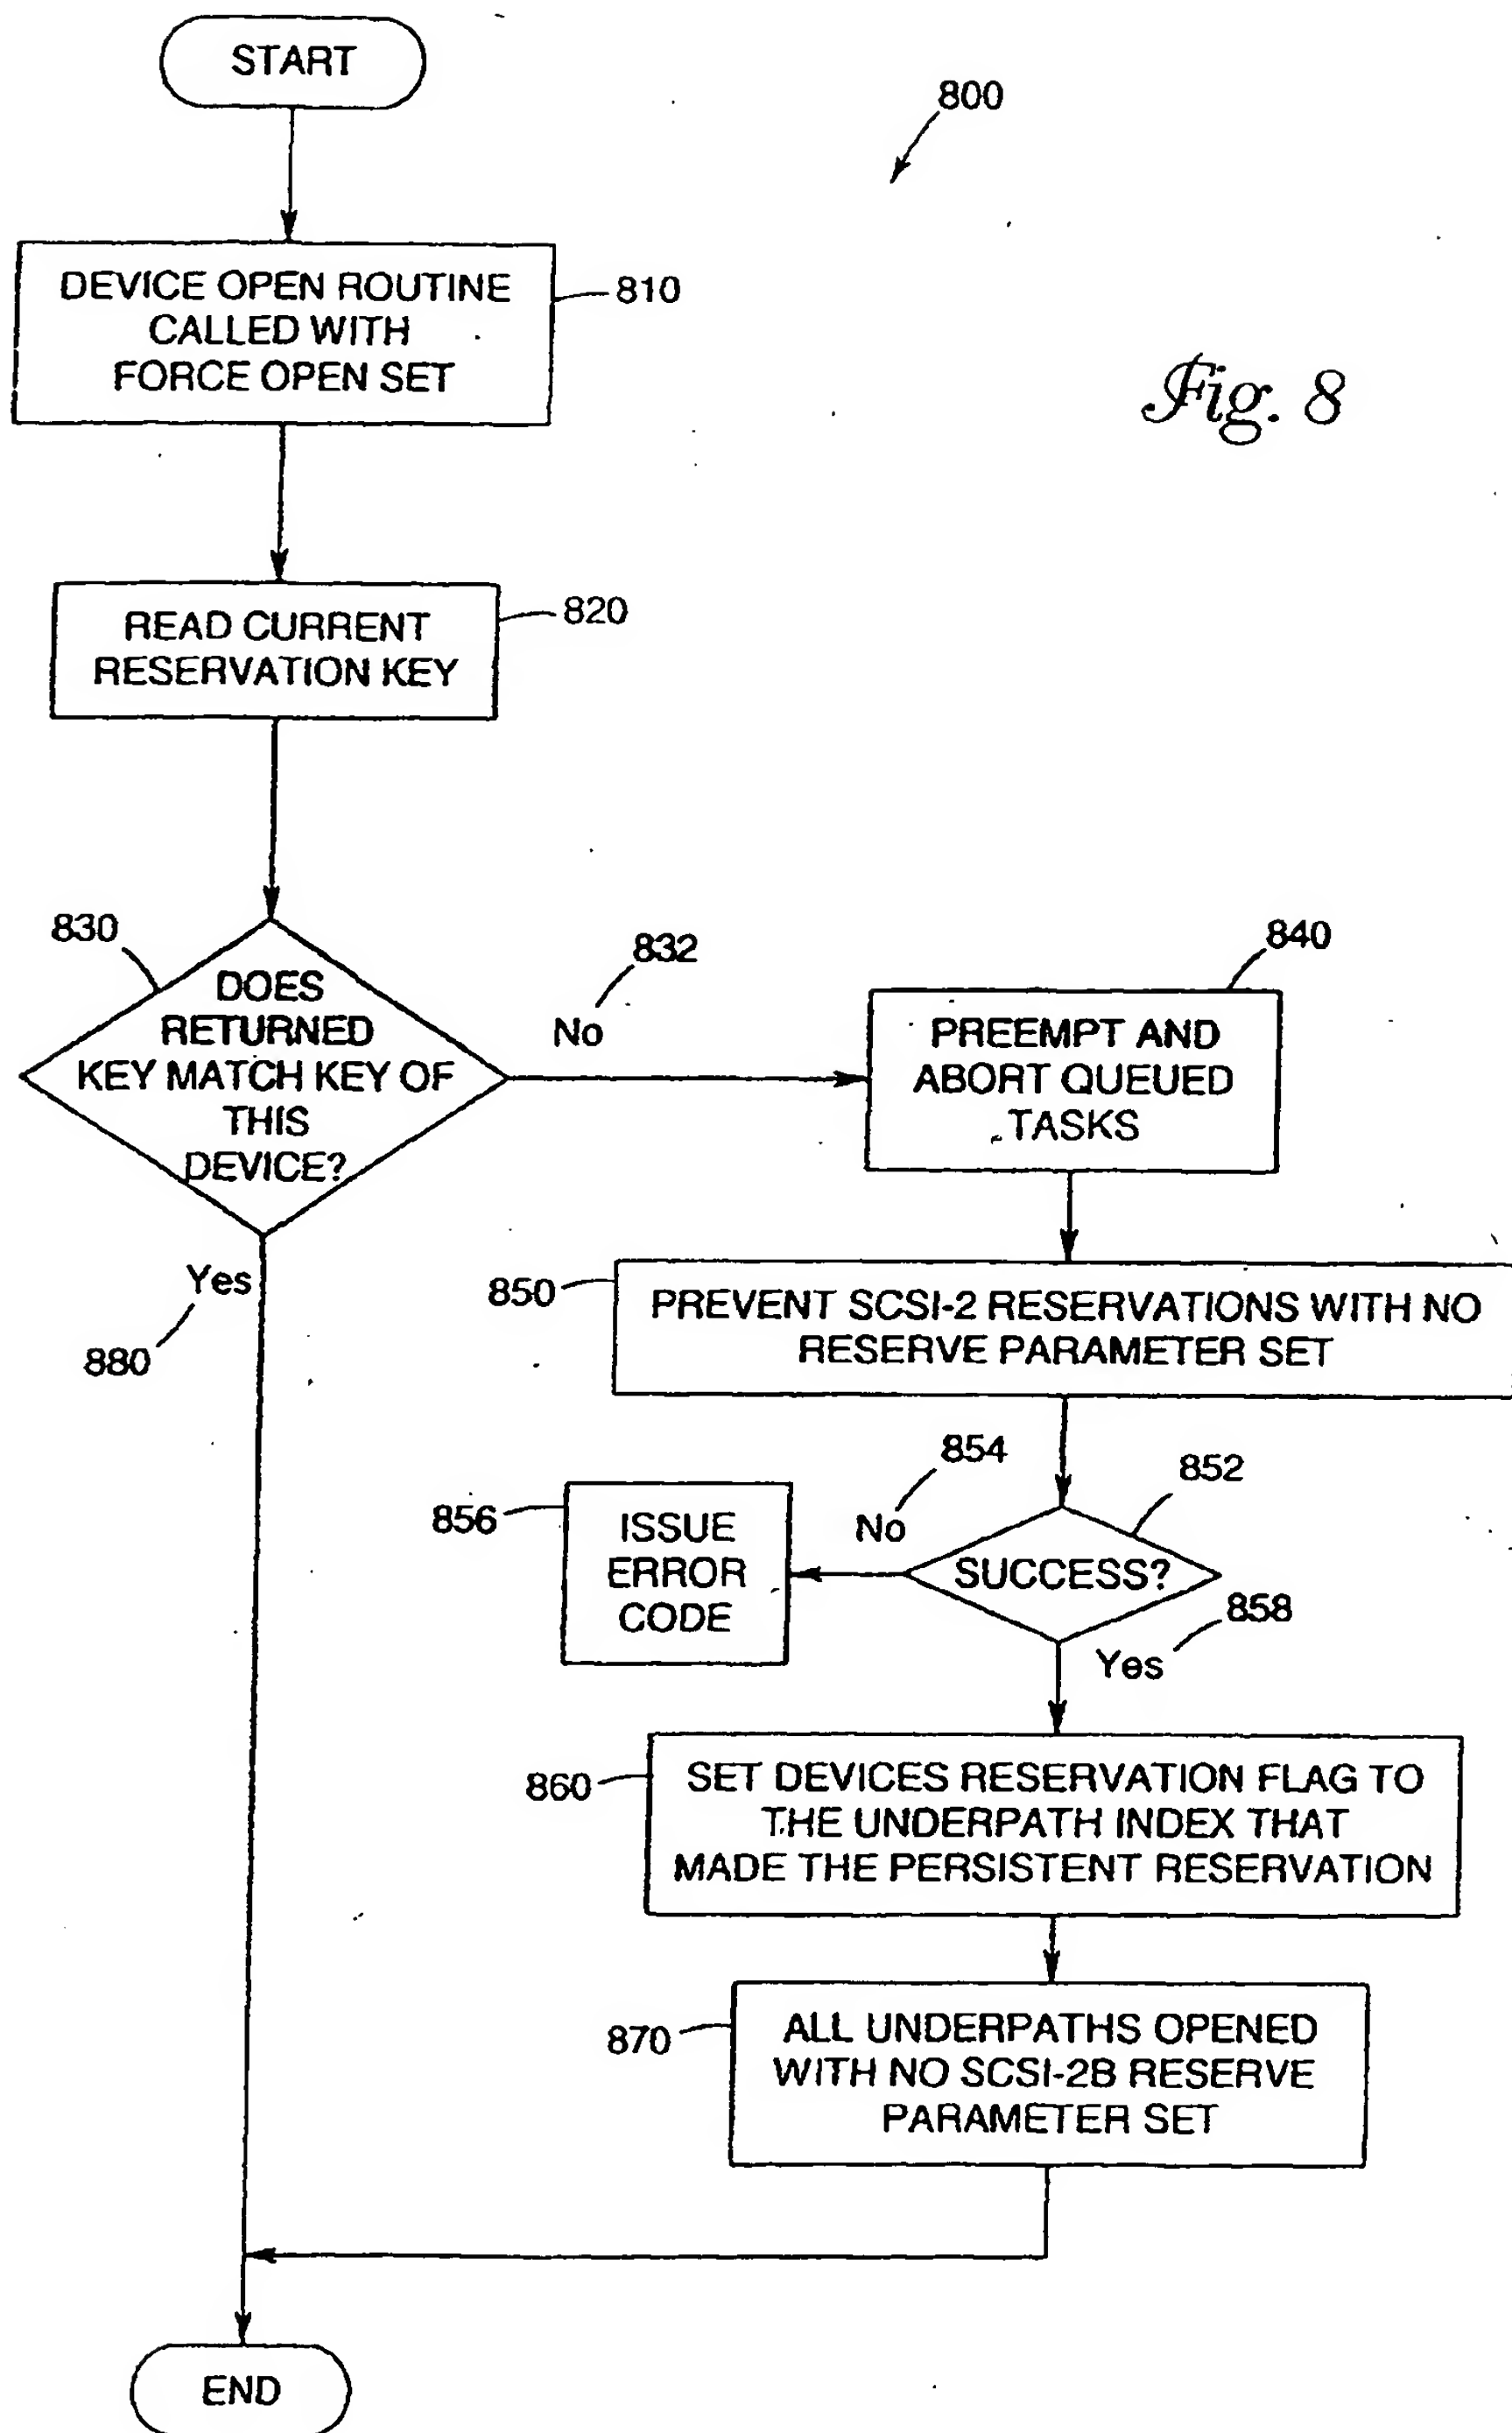 START
800
DEVICE OPEN ROUTINE
CALLED WITH
FORCE OPEN SET
810
Fig. 8
READ CURRENT
RESERVATION KEY
820
830
DOES
RETURNED
KEY MATCH KEY OF
THIS
DEVICE?
832
No
840
PREEMPT AND
ABORT QUEUED
TASKS
Yes
880
850
PREVENT SCSI-2 RESERVATIONS WITH NO
RESERVE PARAMETER SET
854
852
856
ISSUE
ERROR
CODE
No
SUCCESS?
858
Yes
860
SET DEVICES RESERVATION FLAG TO
THE UNDERPATH INDEX THAT
MADE THE PERSISTENT RESERVATION
870
ALL UNDERPATHS OPENED
WITH NO SCSI-2B RESERVE
PARAMETER SET
END